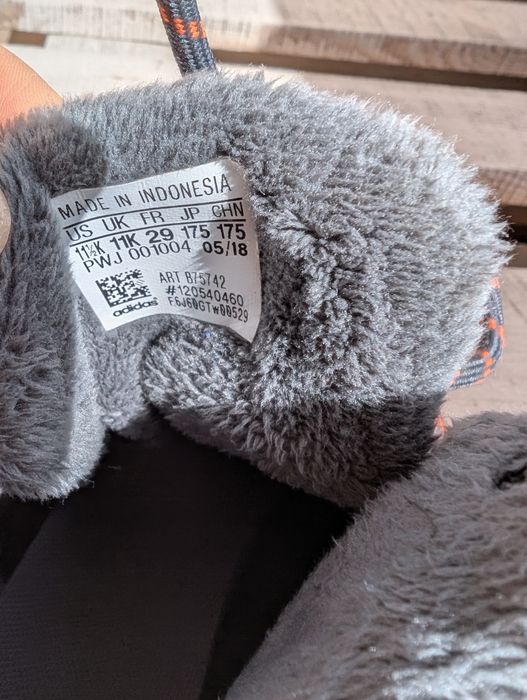 MADE IN INDONESIA
US UK FR JP CHN
11½K 11K 29 175 175
PWJ 001004 05/18
ART B75742
#120540460
F6J60GTW00529
adidas